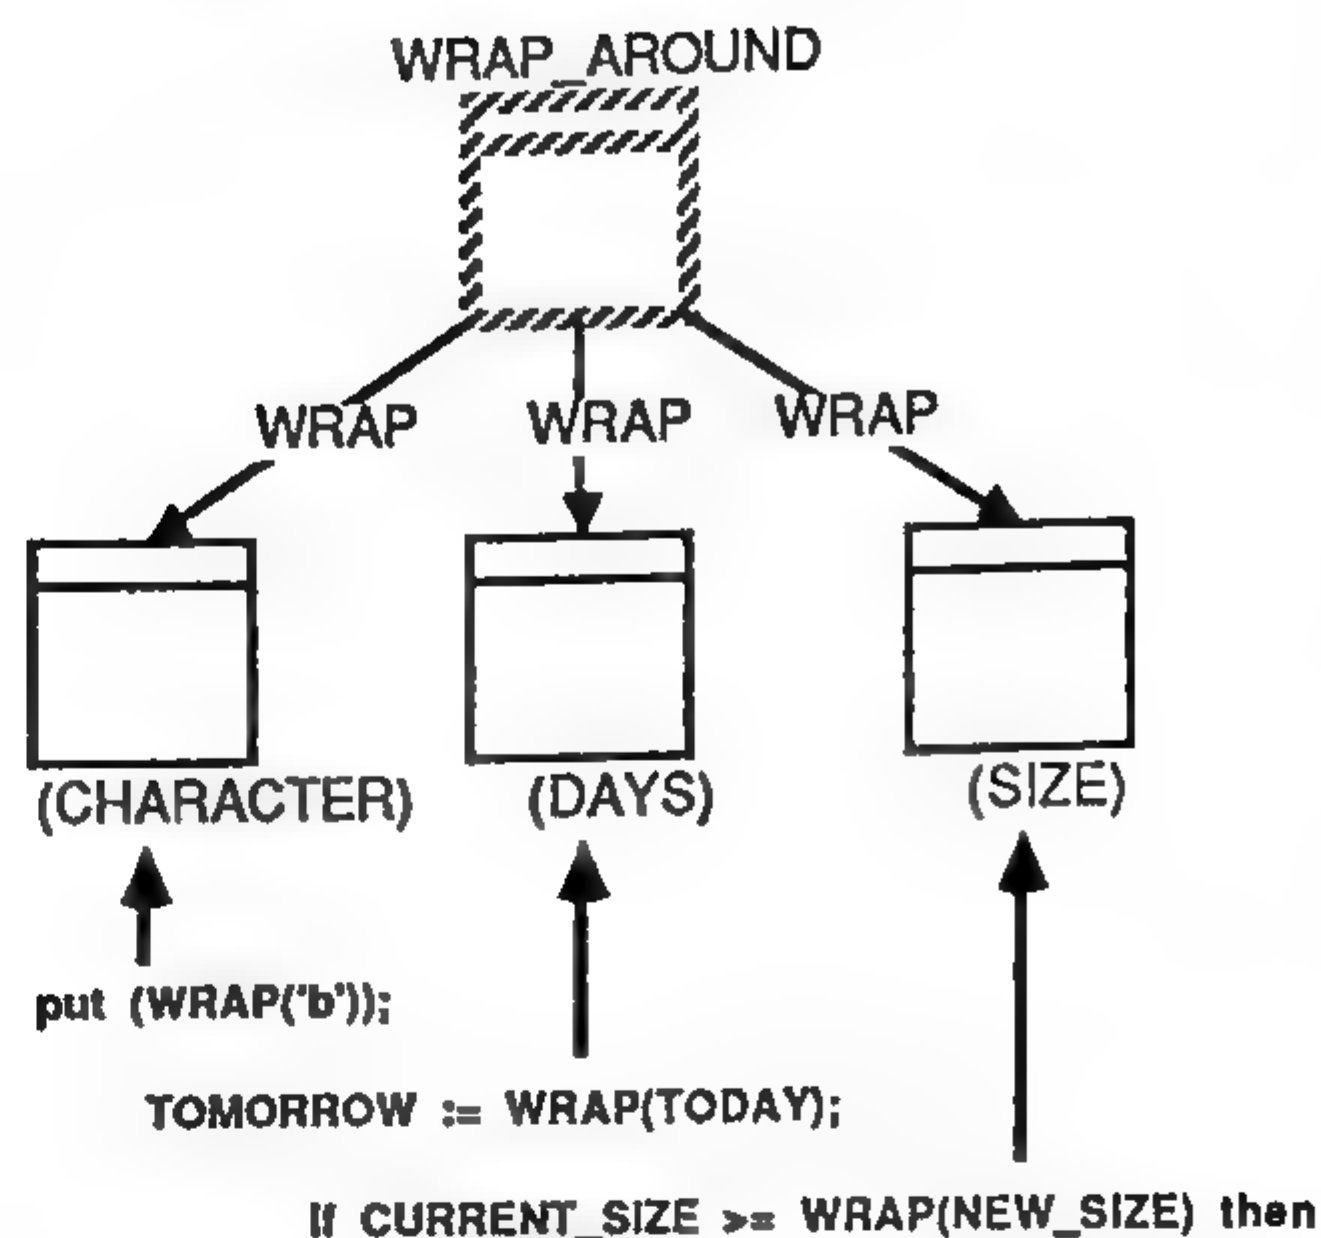 WRAP_AROUND
WRAP WRAP WRAP
(CHARACTER) (DAYS) (SIZE)
put (WRAP('b'));
TOMORROW := WRAP(TODAY);
If CURRENT_SIZE >= WRAP(NEW_SIZE) then